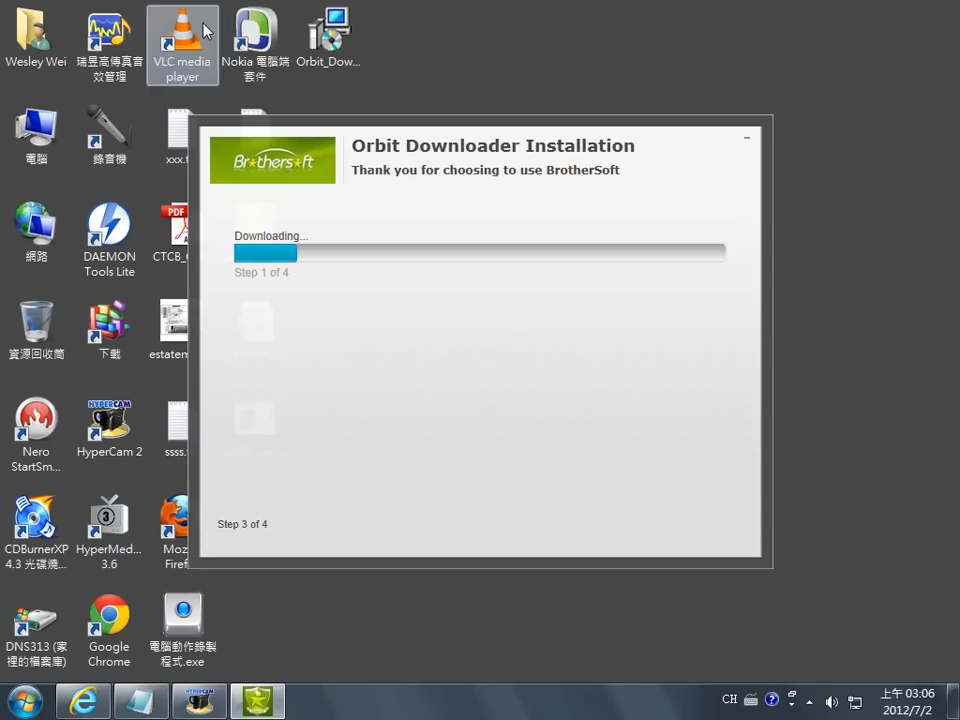 Wesley Wei
瑞昱高傳真音
效管理
VLC media
player
Nokia 電腦端
套件
Orbit_Dow...
電腦
錄音機
xxx.t
網路
DAEMON
Tools Lite
PDF
CTCB_
資源回收筒
下載
estatem
Nero
StartSm...
HYPERCAM
HyperCam 2
ssss.
CDBurnerXP
4.3 光碟燒...
3
HyperMed...
3.6
Moz
Firef
DNS313 (家
裡的檔案庫)
Google
Chrome
電腦動作錄製
程式.exe
Brothersoft
Orbit Downloader Installation
Thank you for choosing to use BrotherSoft
Downloading...
Step 1 of 4
Step 3 of 4
CH
上午 03:06
2012/7/2